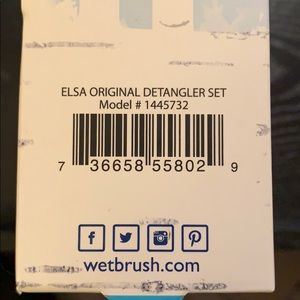 ELSA ORIGINAL DETANGLER SET
Model # 1445732
7 36658 55802 9
wetbrush.com